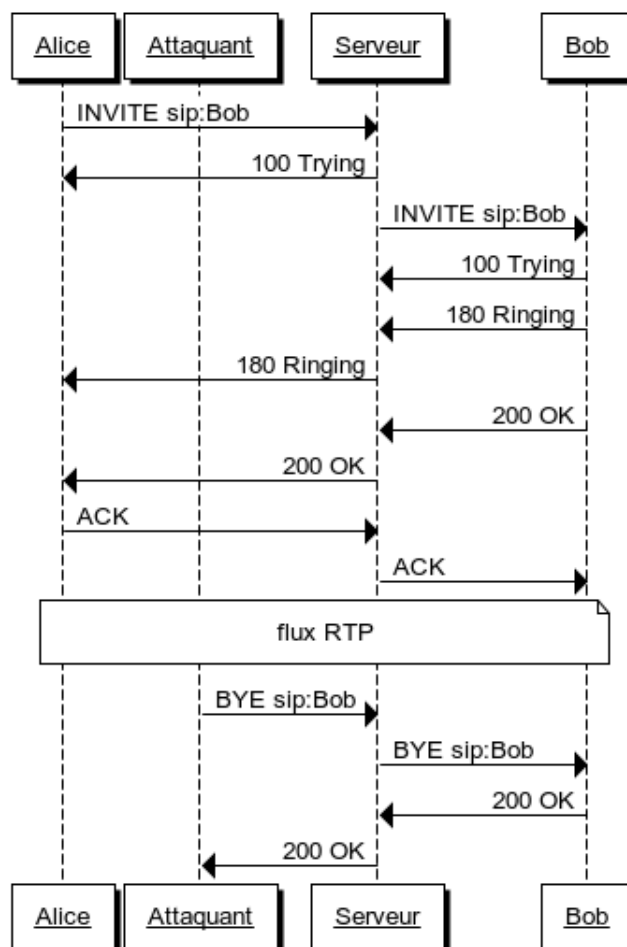 Alice Attaquant Serveur Bob
INVITE sip:Bob
100 Trying
INVITE sip:Bob
100 Trying
180 Ringing
180 Ringing
200 OK
200 OK
ACK
ACK
flux RTP
BYE sip:Bob
BYE sip:Bob
200 OK
200 OK
Alice Attaquant Serveur Bob